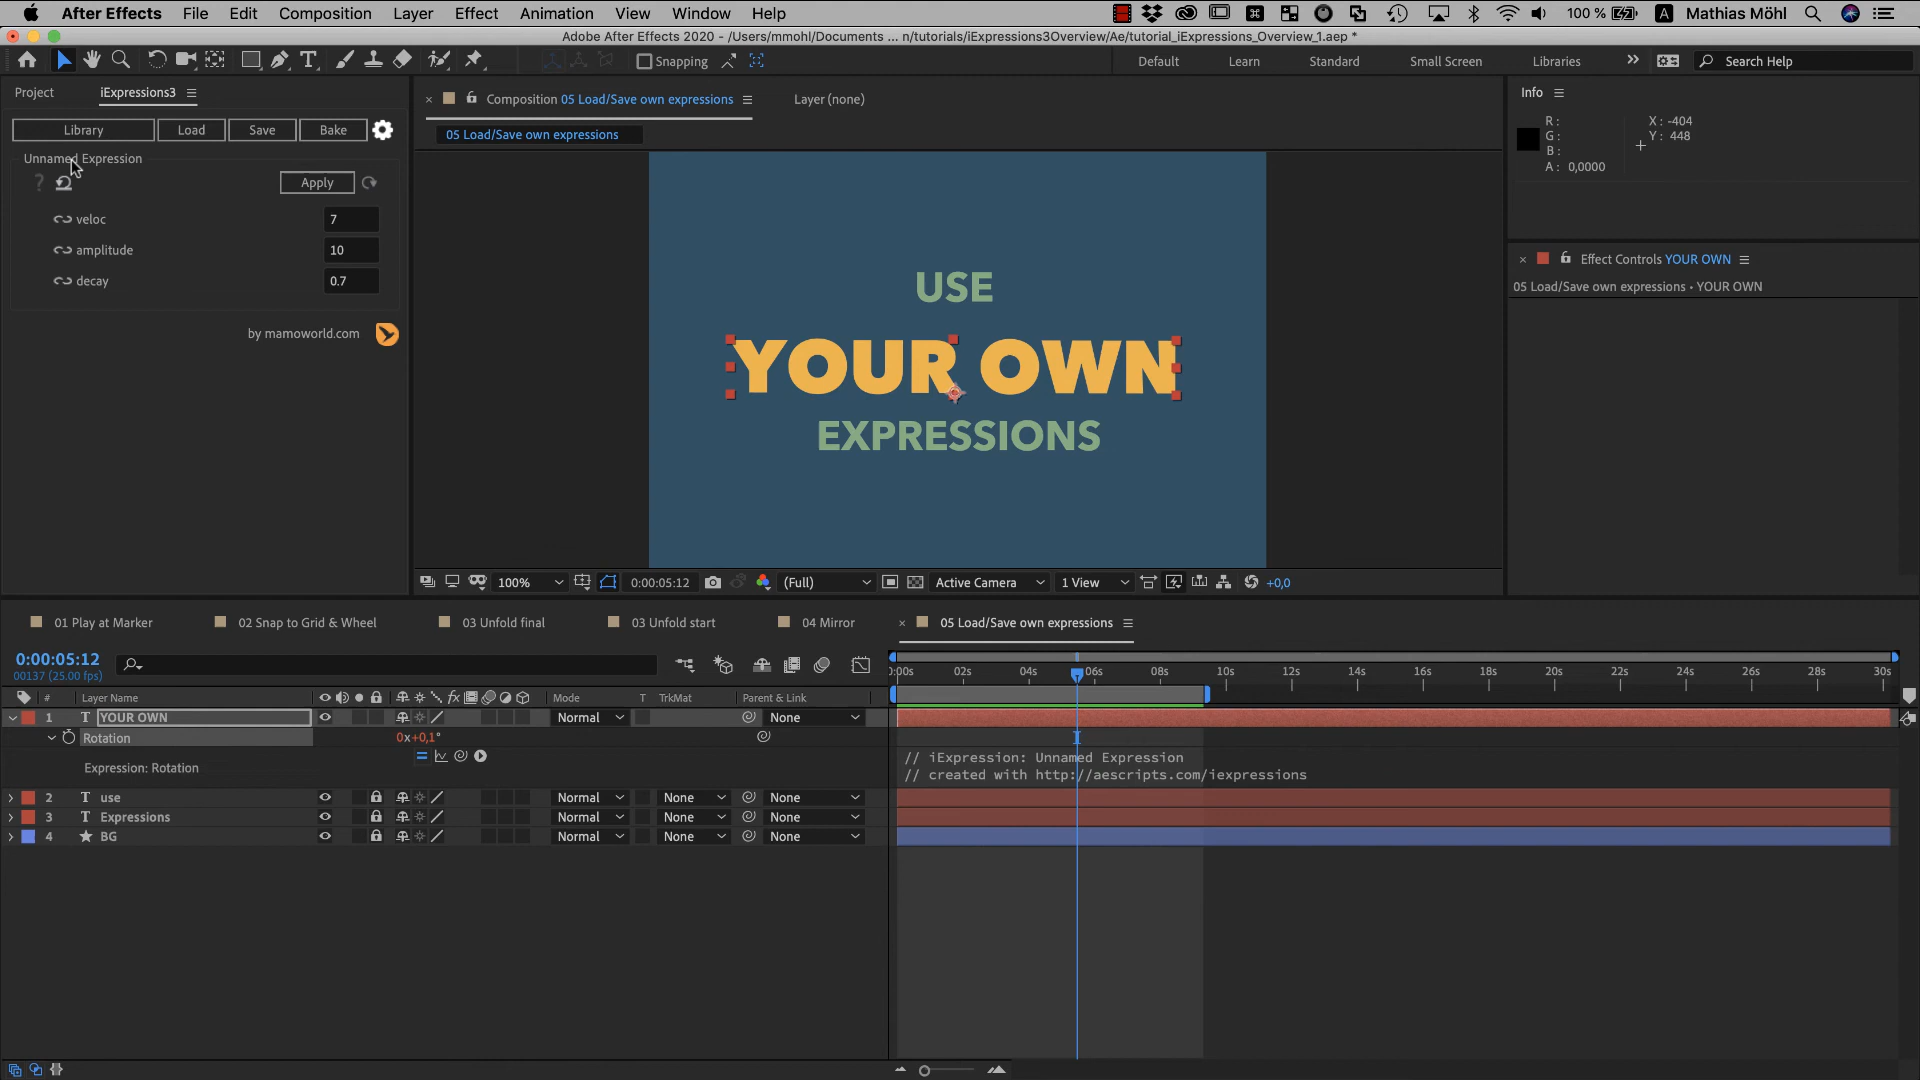 After Effects File Edit Composition Layer Effect Animation View Window Help 100 % A Mathias Möhl
Adobe After Effects 2020 - /Users/mmohl/Documents ... n/tutorials/iExpressions3Overview/Ae/tutorial_iExpressions_Overview_1.aep *
Snapping Default Learn Standard Small Screen Libraries Search Help
Project iExpressions3
Library Load Save Bake
Unnamed Expression
? Apply
veloc 7
amplitude 10
decay 0.7
by mamoworld.com
Composition 05 Load/Save own expressions Layer (none)
05 Load/Save own expressions
USE
YOUR OWN
EXPRESSIONS
100% 0:00:05:12 (Full) Active Camera 1 View +0,0
Info
R: X: -404
G: Y: 448
B:
A: 0,0000
Effect Controls YOUR OWN
05 Load/Save own expressions • YOUR OWN
01 Play at Marker 02 Snap to Grid & Wheel 03 Unfold final 03 Unfold start 04 Mirror 05 Load/Save own expressions
0:00:05:12
00137 (25.00 fps)
:00s 02s 04s 06s 08s 10s 12s 14s 16s 18s 20s 22s 24s 26s 28s 30s
# Layer Name fx Mode T TrkMat Parent & Link
1 T YOUR OWN Normal None
Rotation 0x+0,1°
Expression: Rotation
// iExpression: Unnamed Expression
// created with http://aescripts.com/iexpressions
2 T use Normal None None
3 T Expressions Normal None None
4 BG Normal None None